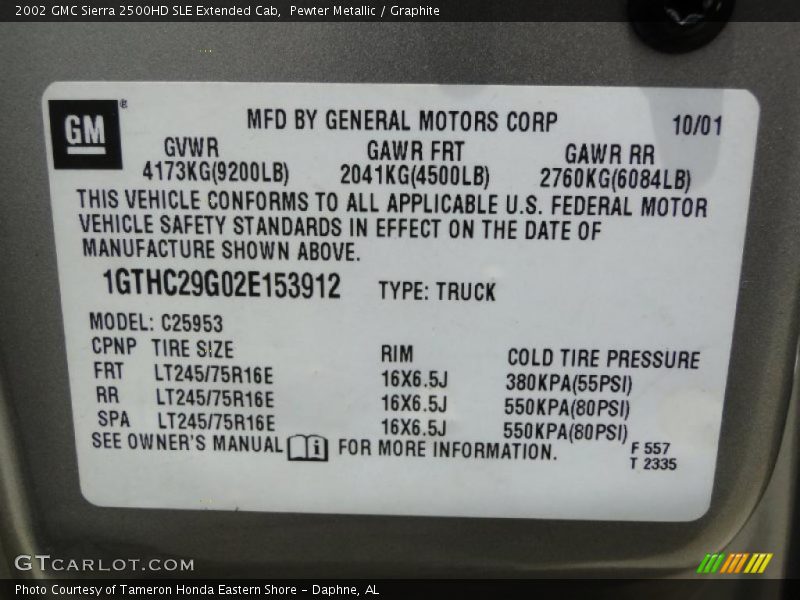 2002 GMC Sierra 2500HD SLE Extended Cab, Pewter Metallic / Graphite
GM ®
MFD BY GENERAL MOTORS CORP 10/01
GVWR GAWR FRT GAWR RR
4173KG(9200LB) 2041KG(4500LB) 2760KG(6084LB)
THIS VEHICLE CONFORMS TO ALL APPLICABLE U.S. FEDERAL MOTOR
VEHICLE SAFETY STANDARDS IN EFFECT ON THE DATE OF
MANUFACTURE SHOWN ABOVE.
1GTHC29G02E153912 TYPE: TRUCK
MODEL: C25953
CPNP TIRE SIZE RIM COLD TIRE PRESSURE
FRT LT245/75R16E 16X6.5J 380KPA(55PSI)
RR LT245/75R16E 16X6.5J 550KPA(80PSI)
SPA LT245/75R16E 16X6.5J 550KPA(80PSI)
SEE OWNER'S MANUAL i FOR MORE INFORMATION.
F 557
T 2335
GTCARLOT.COM
Photo Courtesy of Tameron Honda Eastern Shore - Daphne, AL